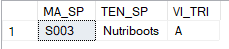 MA_SP TEN_SP VI_TRI
1 S003 Nutriboots A